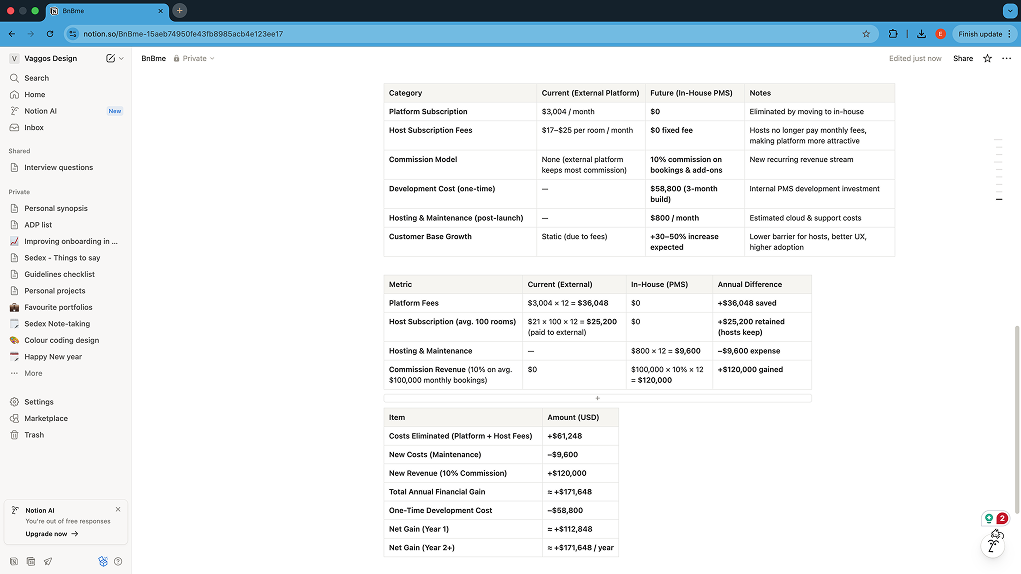 BnBme
notion.so/BnBme-15aeb74950fe43fb8985acb4e123ee17
E
Finish update
V
Vaggos Design
BnBme
Private
Edited just now
Share
Search
Home
Notion AI
New
Inbox
Shared
Interview questions
Private
Personal synopsis
ADP list
Improving onboarding in ...
Sedex - Things to say
Guidelines checklist
Personal projects
Favourite portfolios
Sedex Note-taking
Colour coding design
Happy New year
More
Settings
Marketplace
Trash
Notion AI
You're out of free responses
Upgrade now →
Category Current (External Platform) Future (In-House PMS) Notes
Platform Subscription $3,004 / month $0 Eliminated by moving to in-house
Host Subscription Fees $17–$25 per room / month $0 fixed fee Hosts no longer pay monthly fees,
making platform more attractive
Commission Model None (external platform 10% commission on New recurring revenue stream
keeps most commission) bookings & add-ons
Development Cost (one-time) — $58,800 (3-month Internal PMS development investment
build)
Hosting & Maintenance (post-launch) — $800 / month Estimated cloud & support costs
Customer Base Growth Static (due to fees) +30–50% increase Lower barrier for hosts, better UX,
expected higher adoption
Metric Current (External) In-House (PMS) Annual Difference
Platform Fees $3,004 × 12 = $36,048 $0 +$36,048 saved
Host Subscription (avg. 100 rooms) $21 × 100 × 12 = $25,200 $0 +$25,200 retained
(paid to external) (hosts keep)
Hosting & Maintenance — $800 × 12 = $9,600 –$9,600 expense
Commission Revenue (10% on avg. $0 $100,000 × 10% × 12 +$120,000 gained
$100,000 monthly bookings) = $120,000
+
Item Amount (USD)
Costs Eliminated (Platform + Host Fees) +$61,248
New Costs (Maintenance) –$9,600
New Revenue (10% Commission) +$120,000
Total Annual Financial Gain ≈ +$171,648
One-Time Development Cost –$58,800
Net Gain (Year 1) ≈ +$112,848
Net Gain (Year 2+) ≈ +$171,648 / year
2